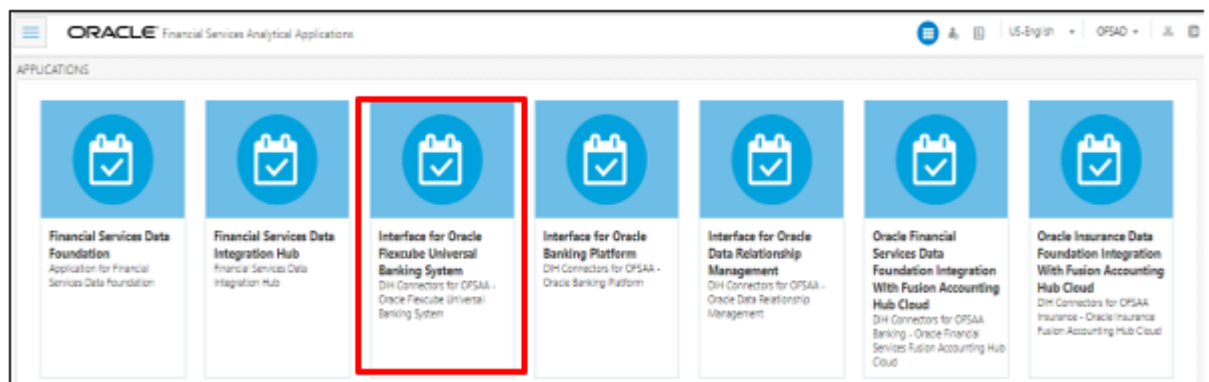 ORACLE Financial Services Analytical Applications
US-English
OFSAD
APPLICATIONS
Financial Services Data
Foundation
Application for Financial
Services Data Foundation
Financial Services Data
Integration Hub
Financial Services Data
Integration Hub
Interface for Oracle
Flexcube Universal
Banking System
DIH Connectors for OFSAA -
Oracle Flexcube Universal
Banking System
Interface for Oracle
Banking Platform
DIH Connectors for OFSAA -
Oracle Banking Platform
Interface for Oracle
Data Relationship
Management
DIH Connectors for OFSAA -
Oracle Data Relationship
Management
Oracle Financial
Services Data
Foundation Integration
With Fusion Accounting
Hub Cloud
DIH Connectors for OFSAA
Banking - Oracle Financial
Services Fusion Accounting Hub
Cloud
Oracle Insurance Data
Foundation Integration
With Fusion Accounting
Hub Cloud
DIH Connectors for OFSAA
Insurance - Oracle Insurance
Fusion Accounting Hub Cloud